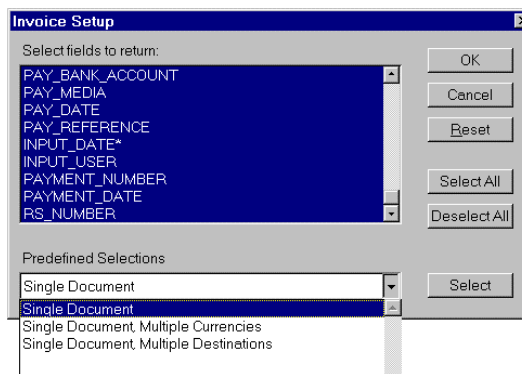 Invoice Setup
Select fields to return:
PAY_BANK_ACCOUNT
PAY_MEDIA
PAY_DATE
PAY_REFERENCE
INPUT_DATE*
INPUT_USER
PAYMENT_NUMBER
PAYMENT_DATE
RS_NUMBER
OK
Cancel
Reset
Select All
Deselect All
Predefined Selections
Single Document
Select
Single Document
Single Document, Multiple Currencies
Single Document, Multiple Destinations